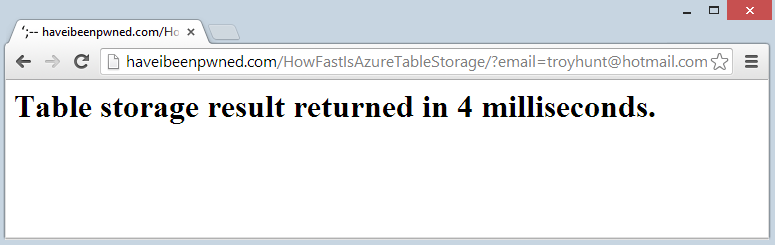 ';-- haveibeenpwned.com/Ho
haveibeenpwned.com/HowFastIsAzureTableStorage/?email=troyhunt@hotmail.com
Table storage result returned in 4 milliseconds.